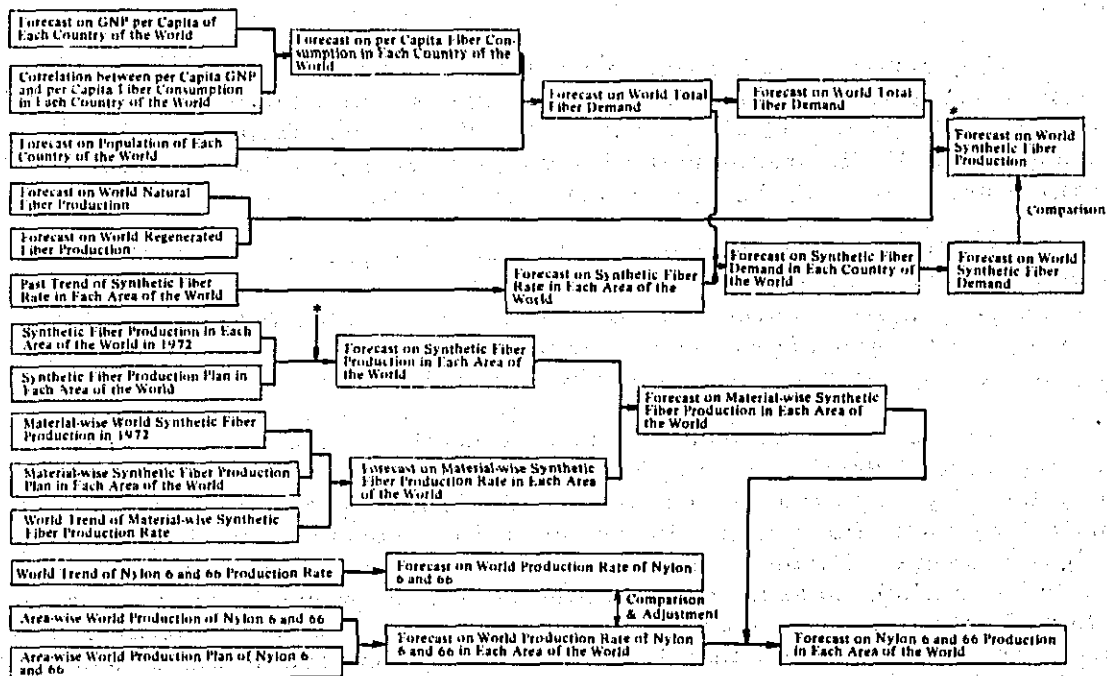 Forecast on GNP per Capita of
Each Country of the World
Correlation between per Capita GNP
and per Capita Fiber Consumption
in Each Country of the World
Forecast on per Capita Fiber Con-
sumption in Each Country of the
World
Forecast on Population of Each
Country of the World
Forecast on World Total
Fiber Demand
Forecast on World Total
Fiber Demand
*
Forecast on World
Synthetic Fiber
Production
Forecast on World Natural
Fiber Production
Forecast on World Regenerated
Fiber Production
Comparison
Past Trend of Synthetic Fiber
Rate in Each Area of the World
Forecast on Synthetic Fiber
Rate in Each Area of the
World
Forecast on Synthetic Fiber
Demand in Each Country of
the World
Forecast on World
Synthetic Fiber
Demand
Synthetic Fiber Production in Each
Area of the World in 1972
Synthetic Fiber Production Plan in
Each Area of the World
*
Forecast on Synthetic Fiber
Production in Each Area of
the World
Material-wise World Synthetic Fiber
Production in 1972
Material-wise Synthetic Fiber Production
Plan in Each Area of the World
World Trend of Material-wise Synthetic
Fiber Production Rate
Forecast on Material-wise Synthetic
Fiber Production Rate in Each Area
of the World
Forecast on Material-wise Synthetic
Fiber Production in Each Area of
the World
World Trend of Nylon 6 and 66 Production Rate
Forecast on World Production Rate of Nylon
6 and 66
Comparison
& Adjustment
Area-wise World Production of Nylon 6 and 66
Area-wise World Production Plan of Nylon 6
and 66
Forecast on World Production Rate of Nylon
6 and 66 in Each Area of the World
Forecast on Nylon 6 and 66 Production
in Each Area of the World